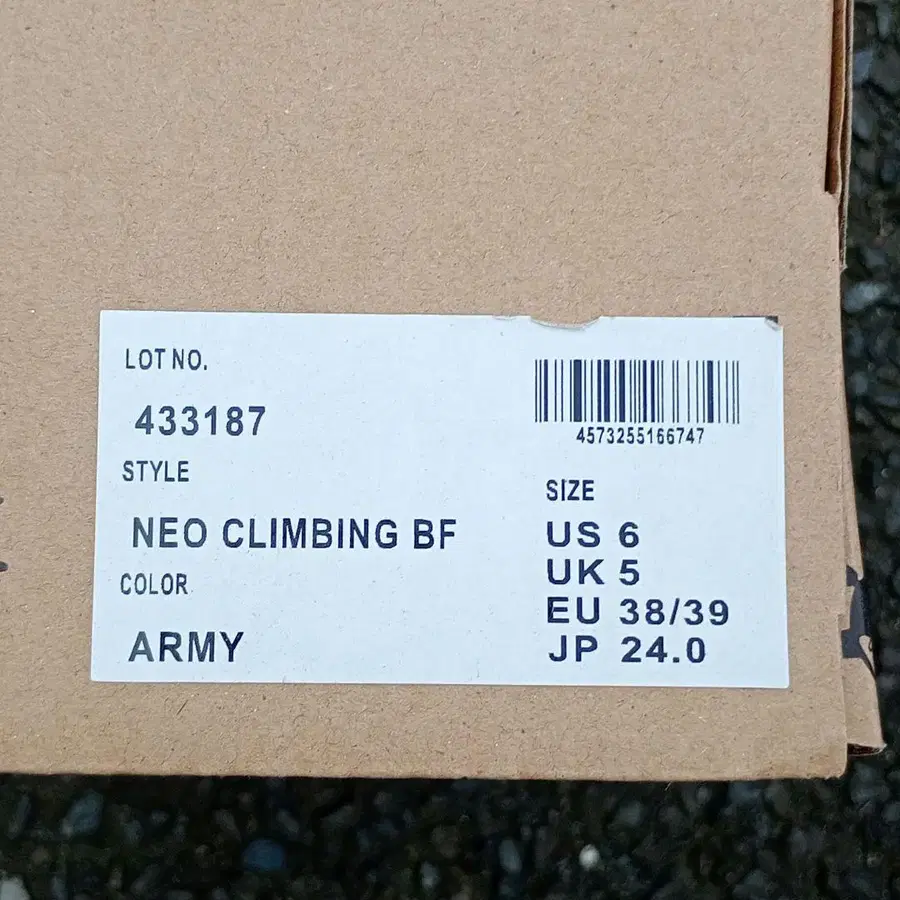 LOT NO.
433187
STYLE
NEO CLIMBING BF
COLOR
ARMY
4573255166747
SIZE
US 6
UK 5
EU 38/39
JP 24.0